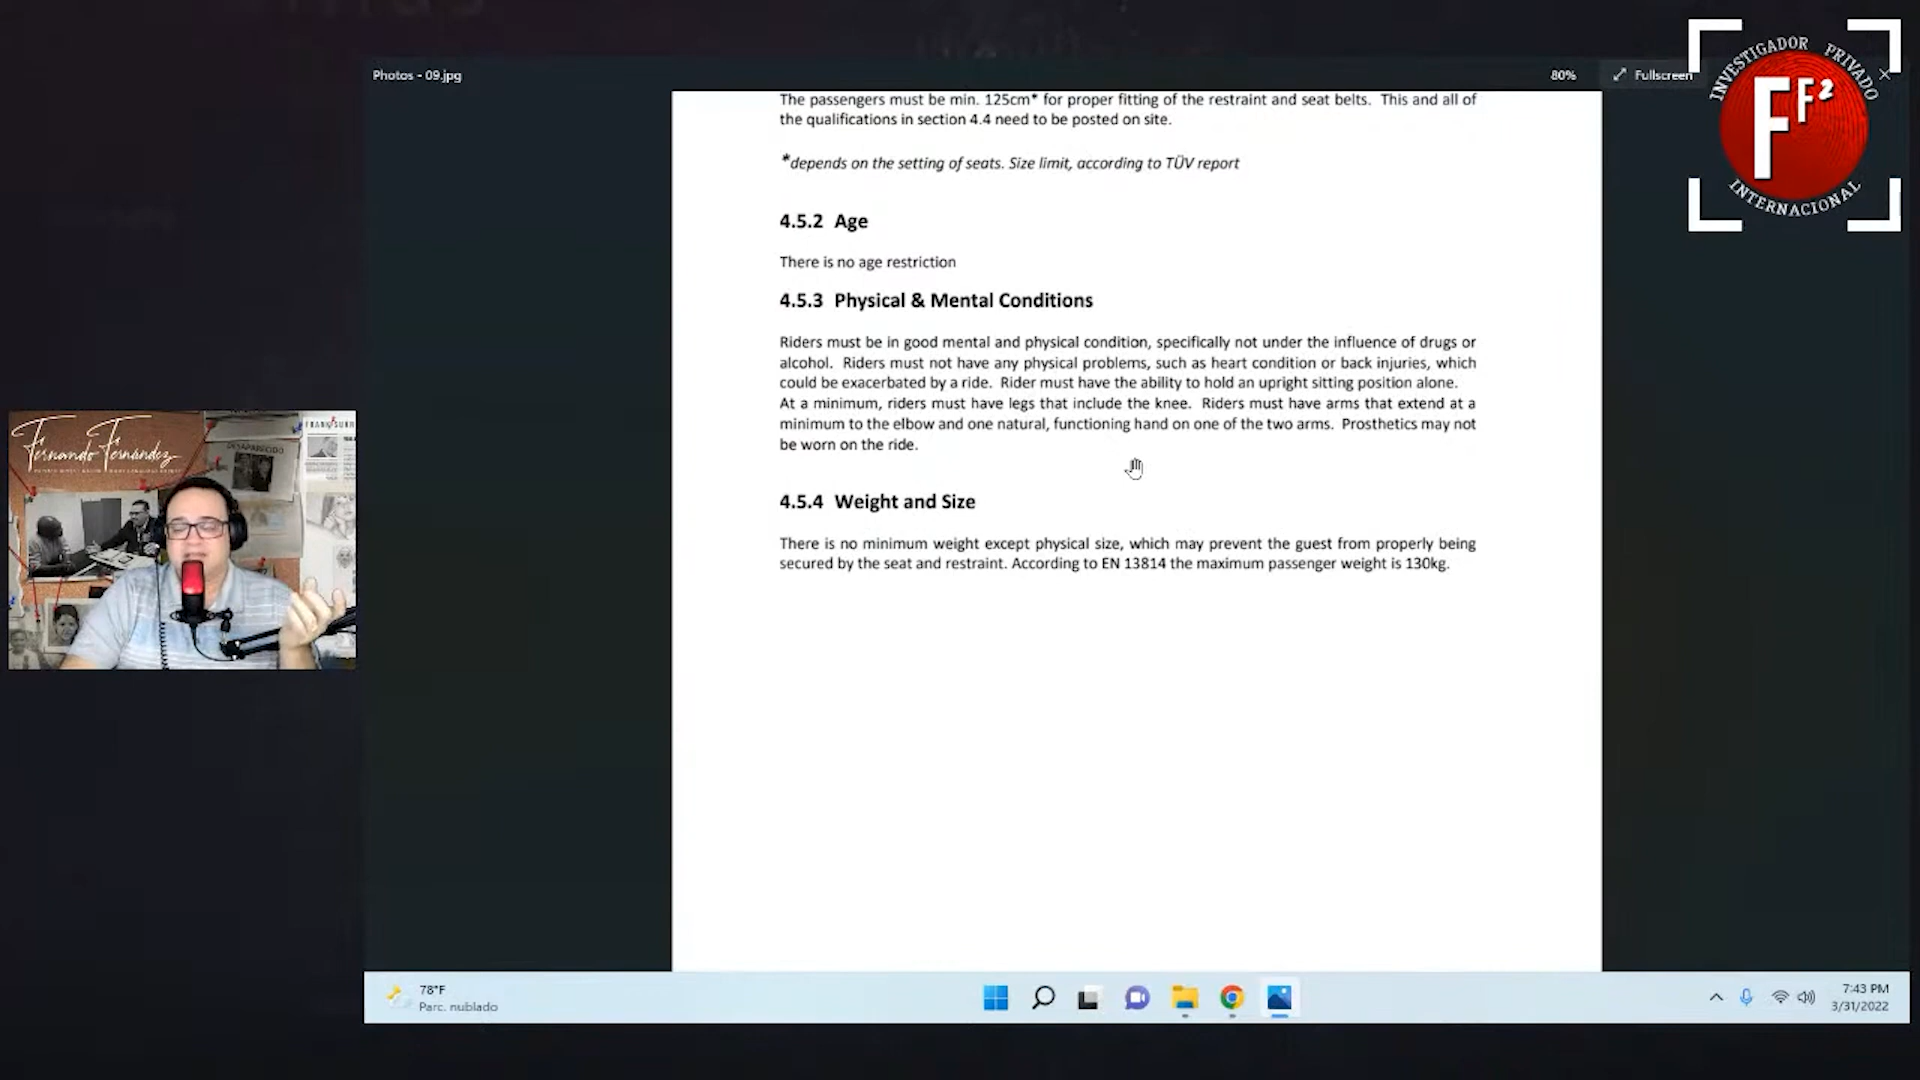 Photos - 09.jpg
80%
Fullscreen
INVESTIGADOR PRIVADO
FF2
INTERNACIONAL
The passengers must be min. 125cm* for proper fitting of the restraint and seat belts. This and all of
the qualifications in section 4.4 need to be posted on site.
*depends on the setting of seats. Size limit, according to TÜV report
4.5.2 Age
There is no age restriction
4.5.3 Physical & Mental Conditions
Riders must be in good mental and physical condition, specifically not under the influence of drugs or
alcohol. Riders must not have any physical problems, such as heart condition or back injuries, which
could be exacerbated by a ride. Rider must have the ability to hold an upright sitting position alone.
At a minimum, riders must have legs that include the knee. Riders must have arms that extend at a
minimum to the elbow and one natural, functioning hand on one of the two arms. Prosthetics may not
be worn on the ride.
4.5.4 Weight and Size
There is no minimum weight except physical size, which may prevent the guest from properly being
secured by the seat and restraint. According to EN 13814 the maximum passenger weight is 130kg.
Fernando Fernández
DESAPARECIDO
78°F
Parc. nublado
7:43 PM
3/31/2022